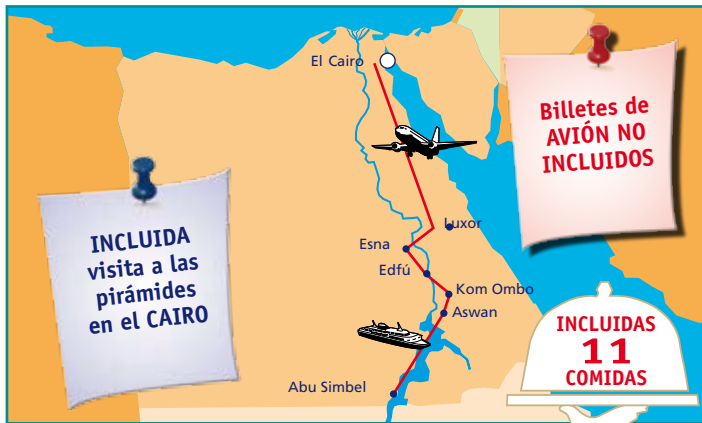 El Cairo
Billetes de
AVIÓN NO
INCLUIDOS
INCLUIDA
visita a las
pirámides
en el CAIRO
Luxor
Esna
Edfú
Kom Ombo
Aswan
Abu Simbel
INCLUIDAS
11
COMIDAS